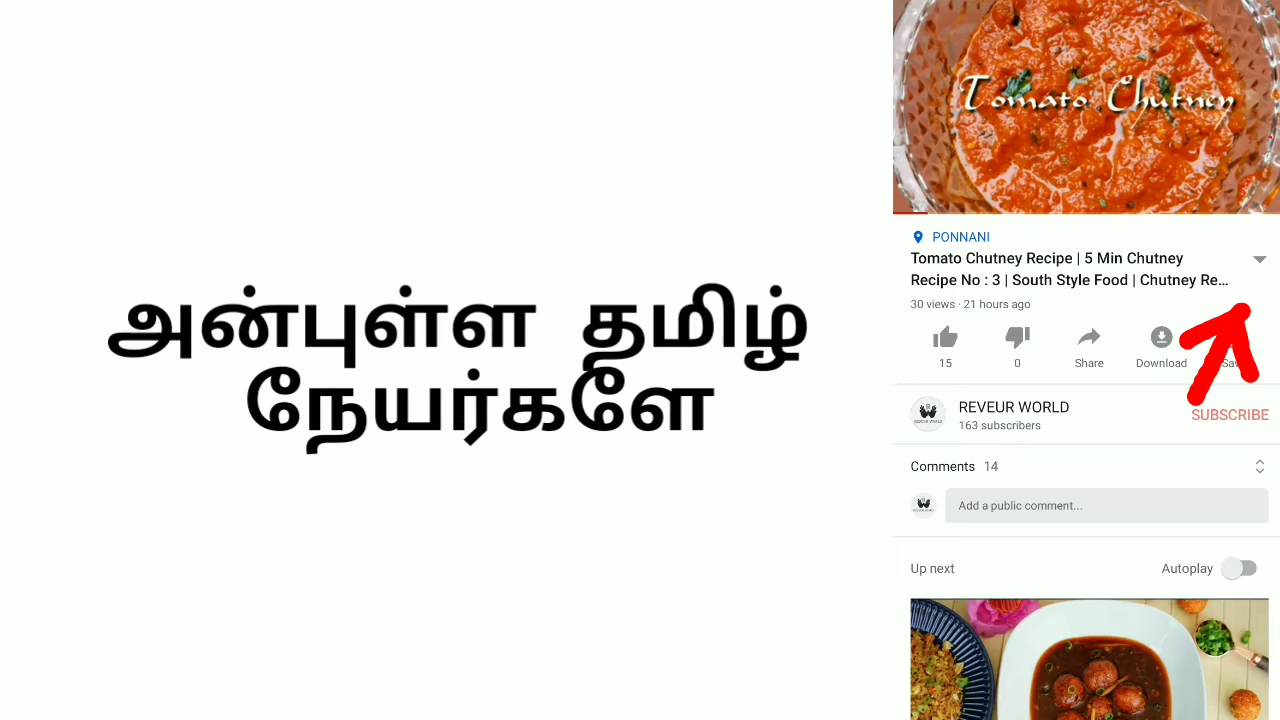 அன்புள்ள தமிழ்
நேயர்களே
Tomato Chutney
PONNANI
Tomato Chutney Recipe | 5 Min Chutney
Recipe No : 3 | South Style Food | Chutney Re...
30 views · 21 hours ago
15 0 Share Download
REVEUR WORLD
163 subscribers
SUBSCRIBE
Comments 14
Add a public comment...
Up next Autoplay